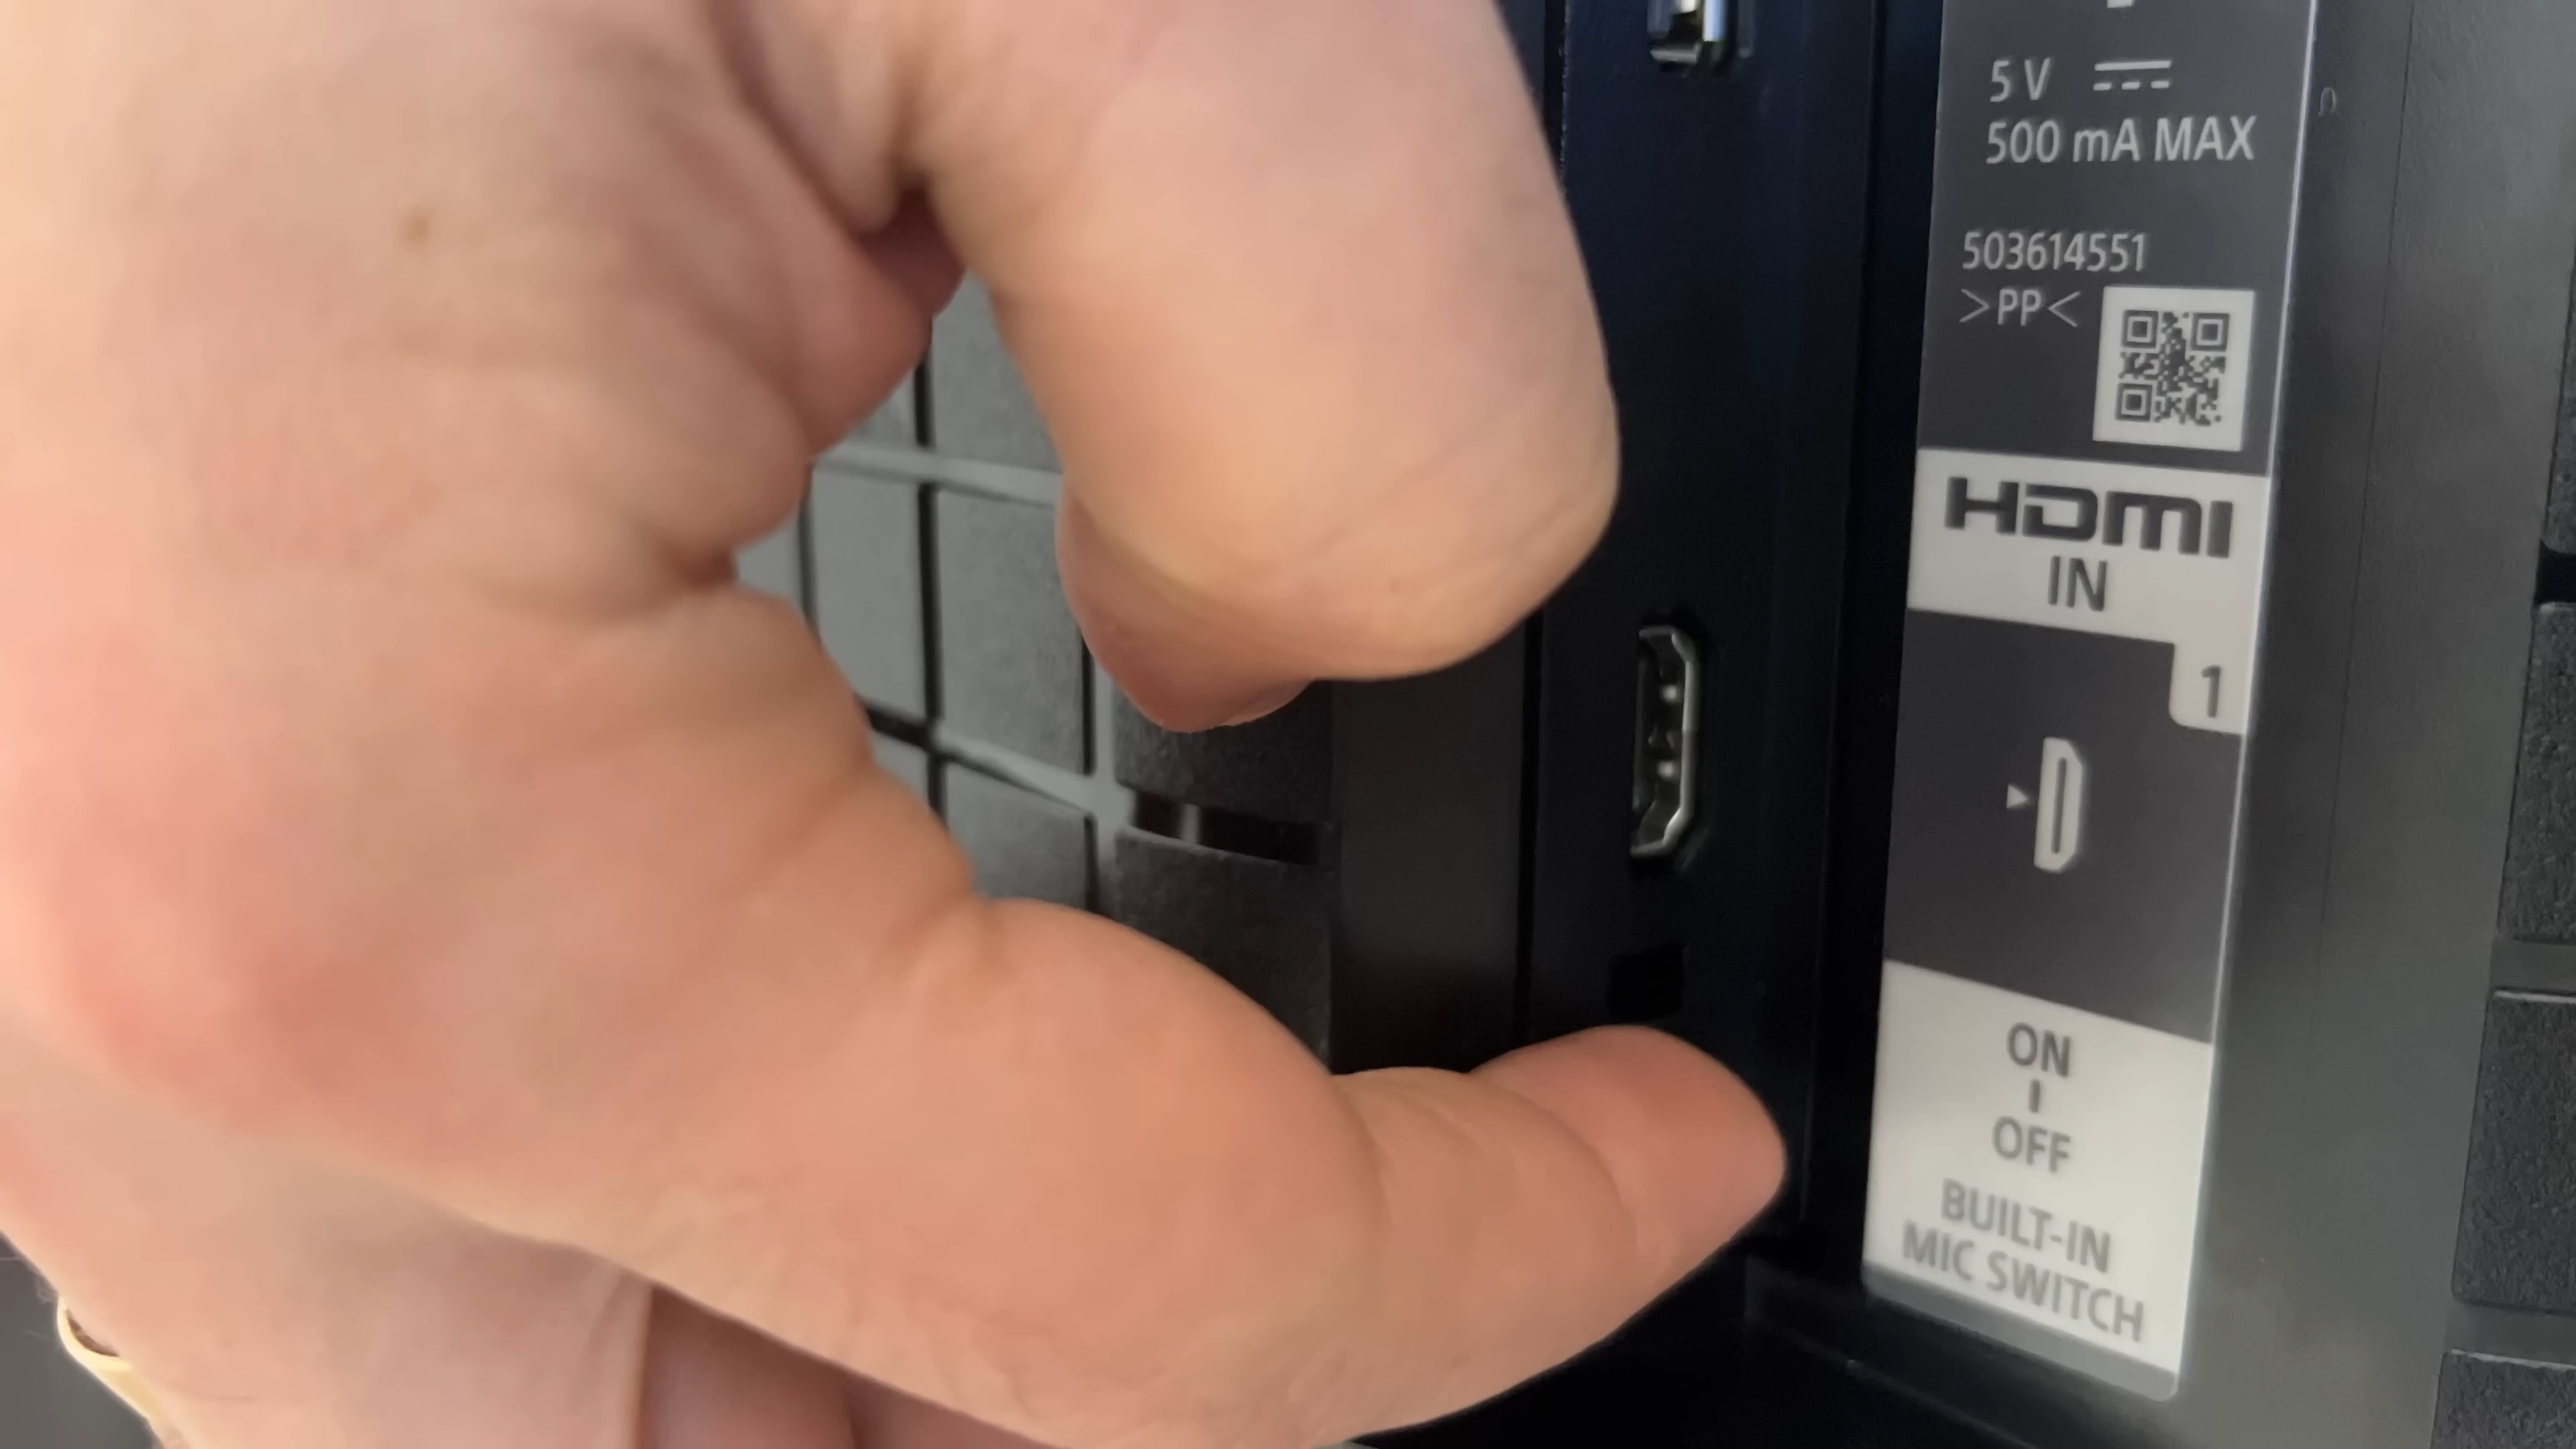 5 V
500 mA MAX
503614551
>PP<
HDMI
IN
1
ON
OFF
BUILT-IN
MIC SWITCH